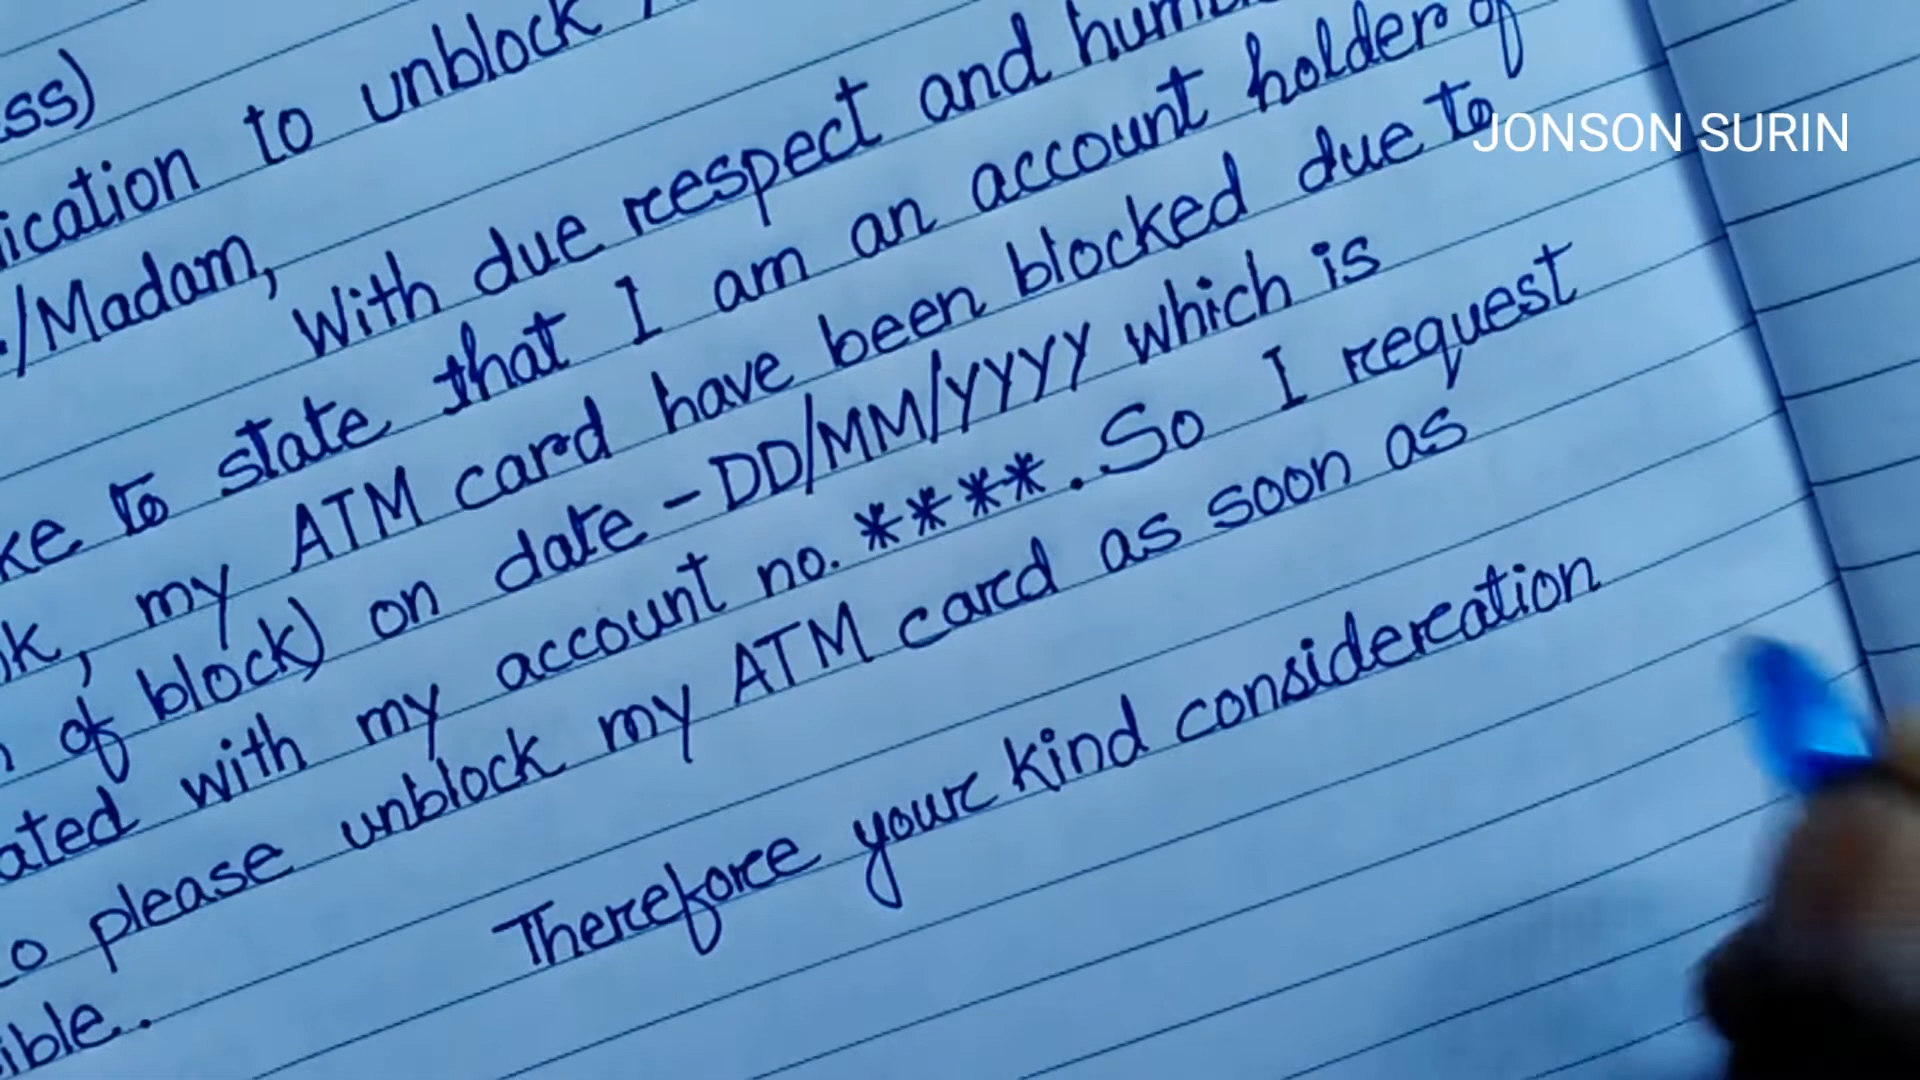 ss)
ication to unblock
./Madam,
With due respect and hum
ke to state that I am an account holder of
k, my ATM card have been blocked due to
of block) on date - DD/MM/YYYY which is
ated with my account no. ****. So I request
o please unblock my ATM card as soon as
ible.
Therefore your kind consideration
JONSON SURIN